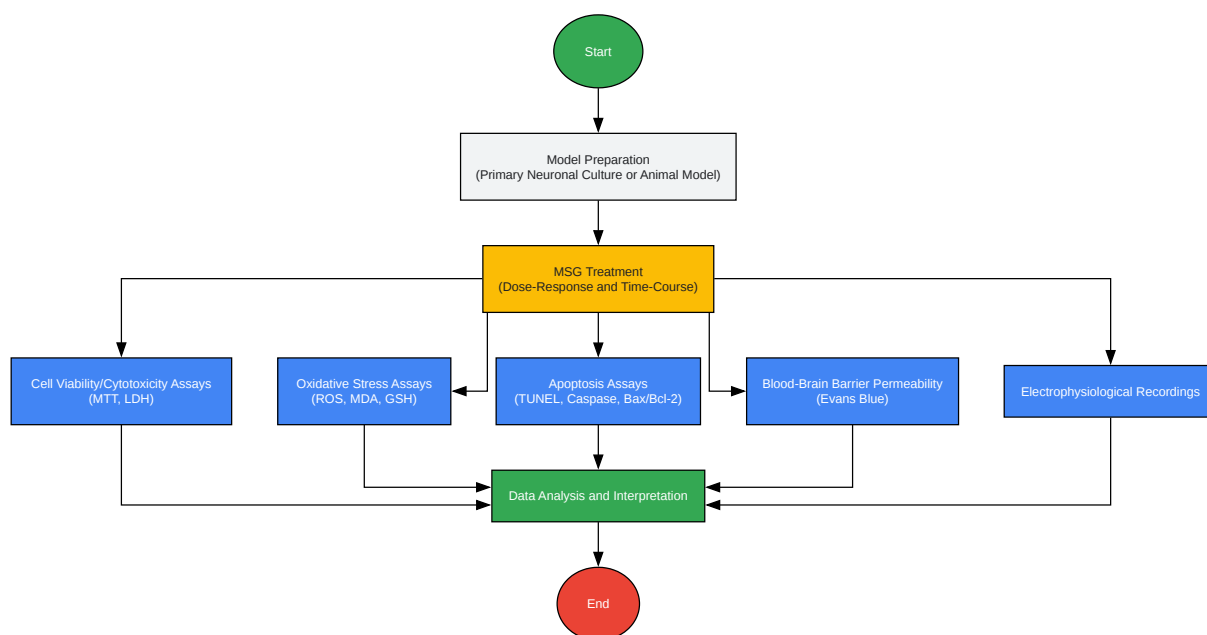 Start
Model Preparation
(Primary Neuronal Culture or Animal Model)
MSG Treatment
(Dose-Response and Time-Course)
Cell Viability/Cytotoxicity Assays
(MTT, LDH)
Oxidative Stress Assays
(ROS, MDA, GSH)
Apoptosis Assays
(TUNEL, Caspase, Bax/Bcl-2)
Blood-Brain Barrier Permeability
(Evans Blue)
Electrophysiological Recordings
Data Analysis and Interpretation
End